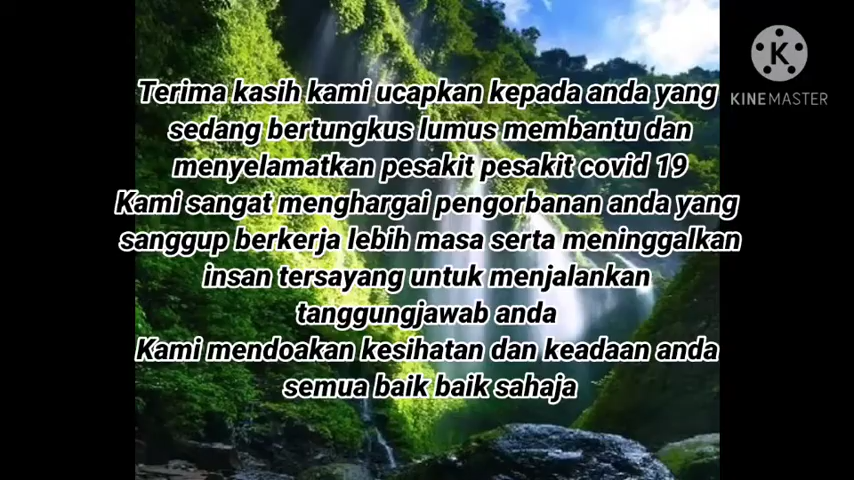 K
KINEMASTER
Terima kasih kami ucapkan kepada anda yang
sedang bertungkus lumus membantu dan
menyelamatkan pesakit pesakit covid 19
Kami sangat menghargai pengorbanan anda yang
sanggup berkerja lebih masa serta meninggalkan
insan tersayang untuk menjalankan
tanggungjawab anda
Kami mendoakan kesihatan dan keadaan anda
semua baik baik sahaja